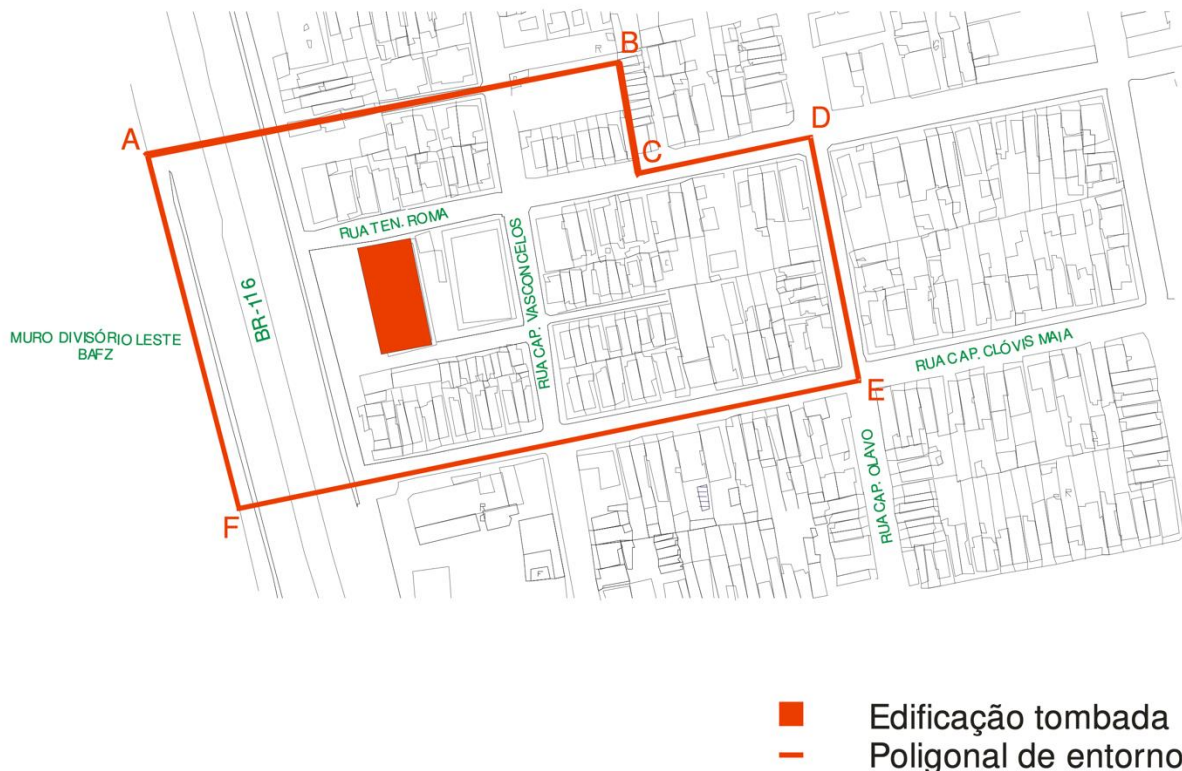 B
A
D
C
RUA TEN. ROMA
RUA CAP. VASCONCELOS
BR-116
MURO DIVISÓRIO LESTE
BAFZ
RUA CAP. CLÓVIS MAIA
E
RUA CAP. OLAVO
F
Edificação tombada
Poligonal de entorno